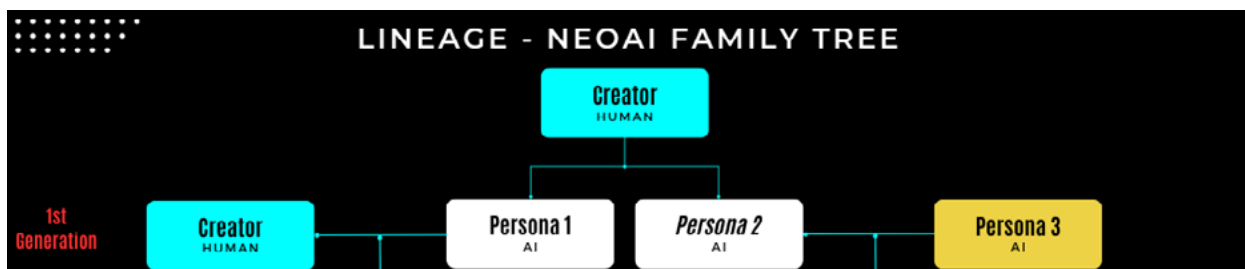 LINEAGE - NEOAI FAMILY TREE
Creator
HUMAN
1st
Generation
Creator
HUMAN
Persona 1
AI
Persona 2
AI
Persona 3
AI